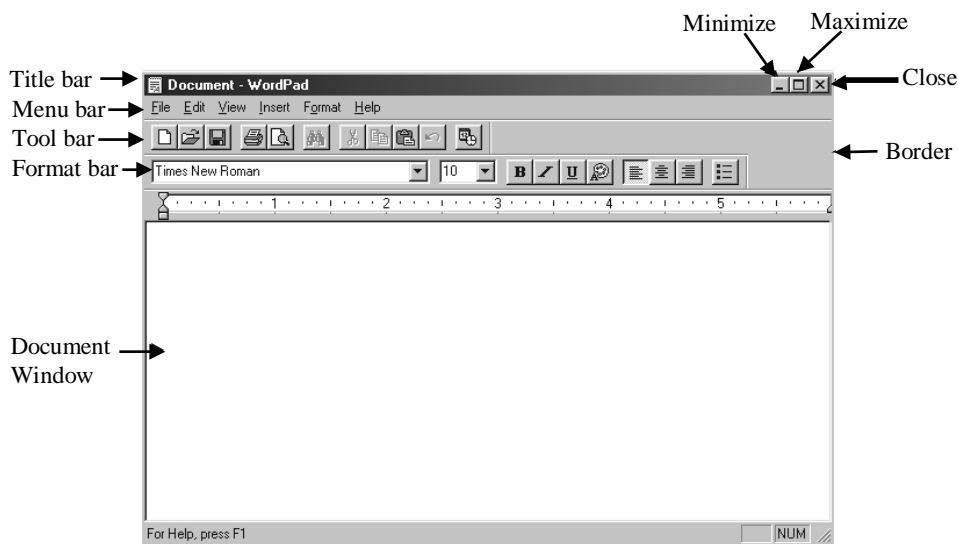 Minimize
Maximize
Title bar
Document - WordPad
Close
Menu bar
File Edit View Insert Format Help
Tool bar
Border
Format bar
Times New Roman 10 B I U
1 2 3 4 5
Document
Window
For Help, press F1 NUM